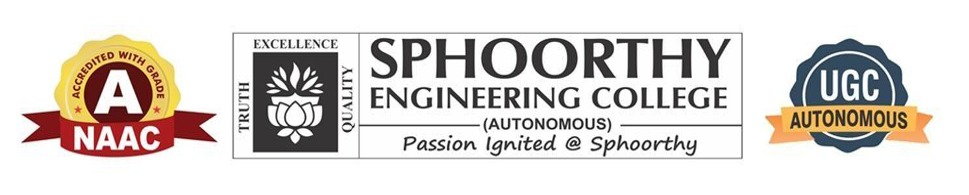 ACCREDITED WITH GRADE
A
NAAC
EXCELLENCE
TRUTH
QUALITY
SPHOORTHY
ENGINEERING COLLEGE
(AUTONOMOUS)
Passion Ignited @ Sphoorthy
UGC
AUTONOMOUS